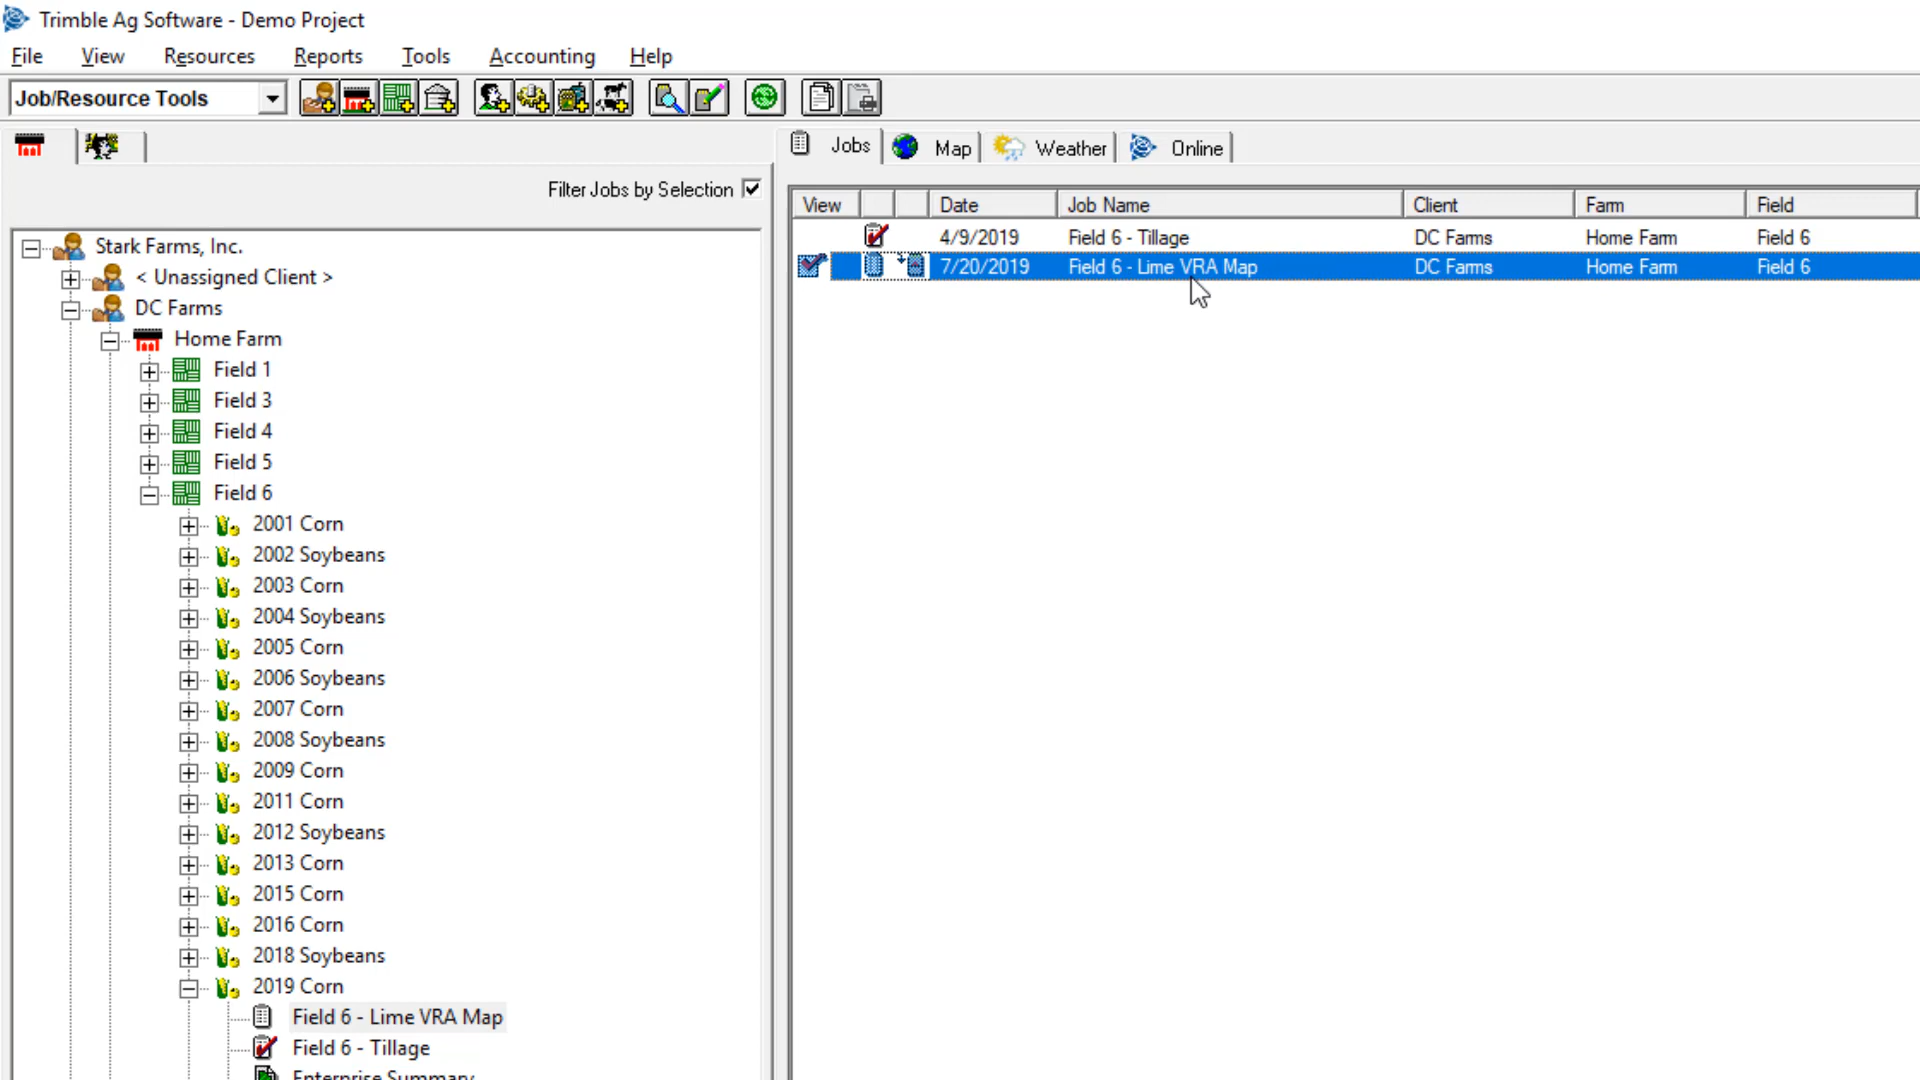 Trimble Ag Software - Demo Project
File View Resources Reports Tools Accounting Help
Job/Resource Tools
Filter Jobs by Selection
Stark Farms, Inc.
< Unassigned Client >
DC Farms
Home Farm
Field 1
Field 3
Field 4
Field 5
Field 6
2001 Corn
2002 Soybeans
2003 Corn
2004 Soybeans
2005 Corn
2006 Soybeans
2007 Corn
2008 Soybeans
2009 Corn
2011 Corn
2012 Soybeans
2013 Corn
2015 Corn
2016 Corn
2018 Soybeans
2019 Corn
Field 6 - Lime VRA Map
Field 6 - Tillage
Enterprise Summary
Jobs Map Weather Online
View Date Job Name Client Farm Field
4/9/2019 Field 6 - Tillage DC Farms Home Farm Field 6
7/20/2019 Field 6 - Lime VRA Map DC Farms Home Farm Field 6